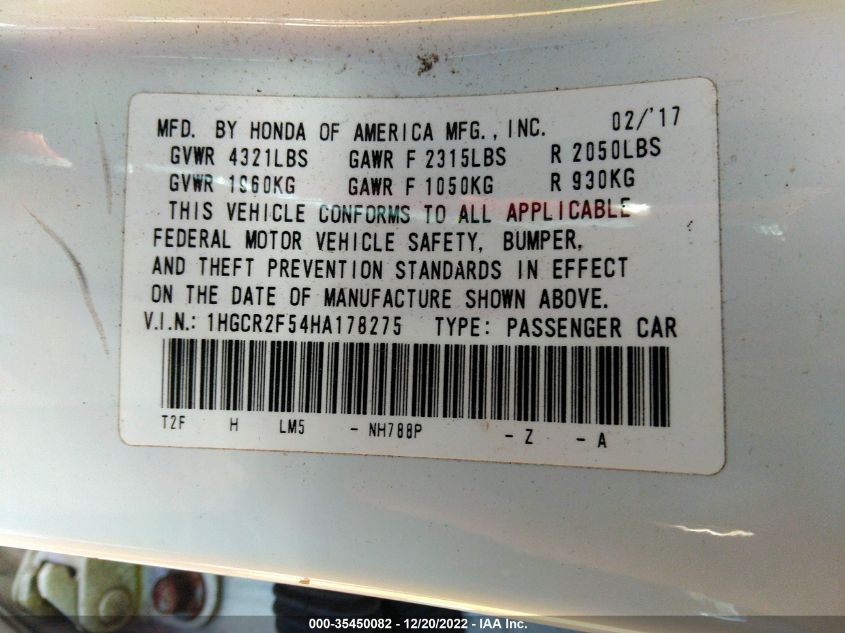 MFD. BY HONDA OF AMERICA MFG., INC. 02/'17
GVWR 4321LBS GAWR F 2315LBS R 2050LBS
GVWR 1960KG GAWR F 1050KG R 930KG
THIS VEHICLE CONFORMS TO ALL APPLICABLE
FEDERAL MOTOR VEHICLE SAFETY, BUMPER,
AND THEFT PREVENTION STANDARDS IN EFFECT
ON THE DATE OF MANUFACTURE SHOWN ABOVE.
V.I.N.: 1HGCR2F54HA178275 TYPE: PASSENGER CAR
T2F H LM5 - NH788P - Z - A
000-35450082 - 12/20/2022 - IAA Inc.